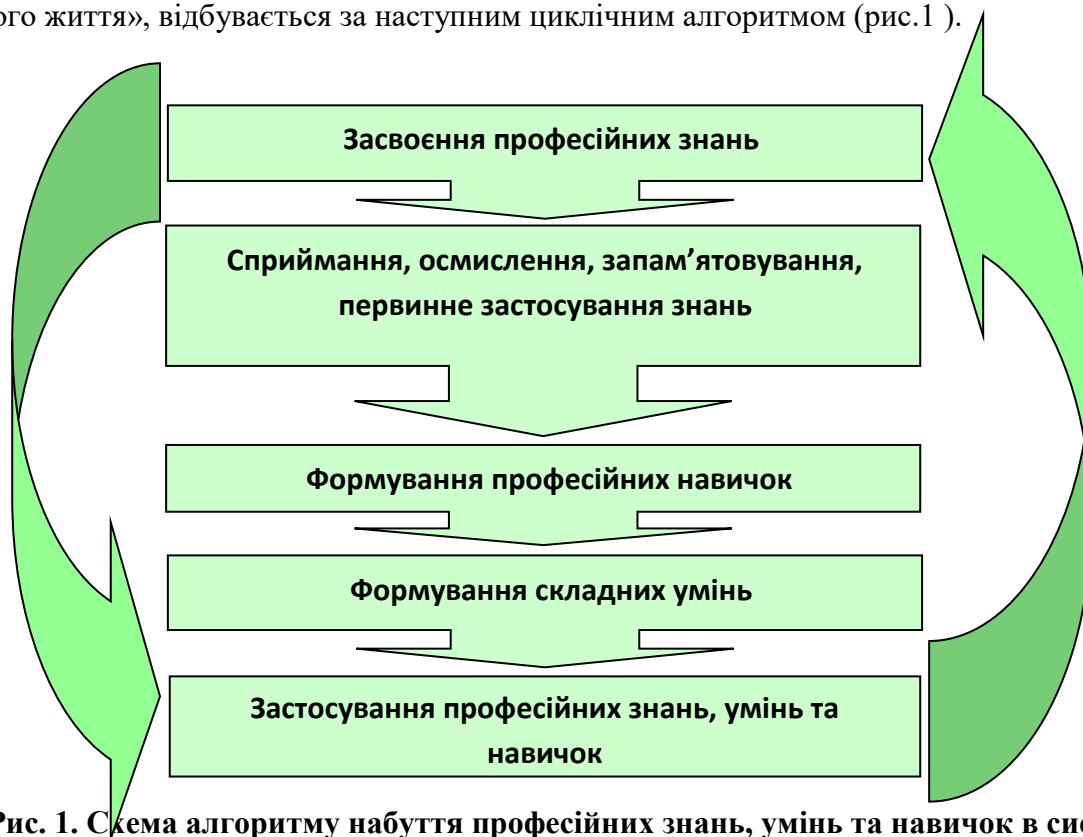 ого життя», відбувається за наступним циклічним алгоритмом (рис.1 ).
Засвоєння професійних знань
Сприймання, осмислення, запам’ятовування,
первинне застосування знань
Формування професійних навичок
Формування складних умінь
Застосування професійних знань, умінь та
навичок
Рис. 1. Схема алгоритму набуття професійних знань, умінь та навичок в сис